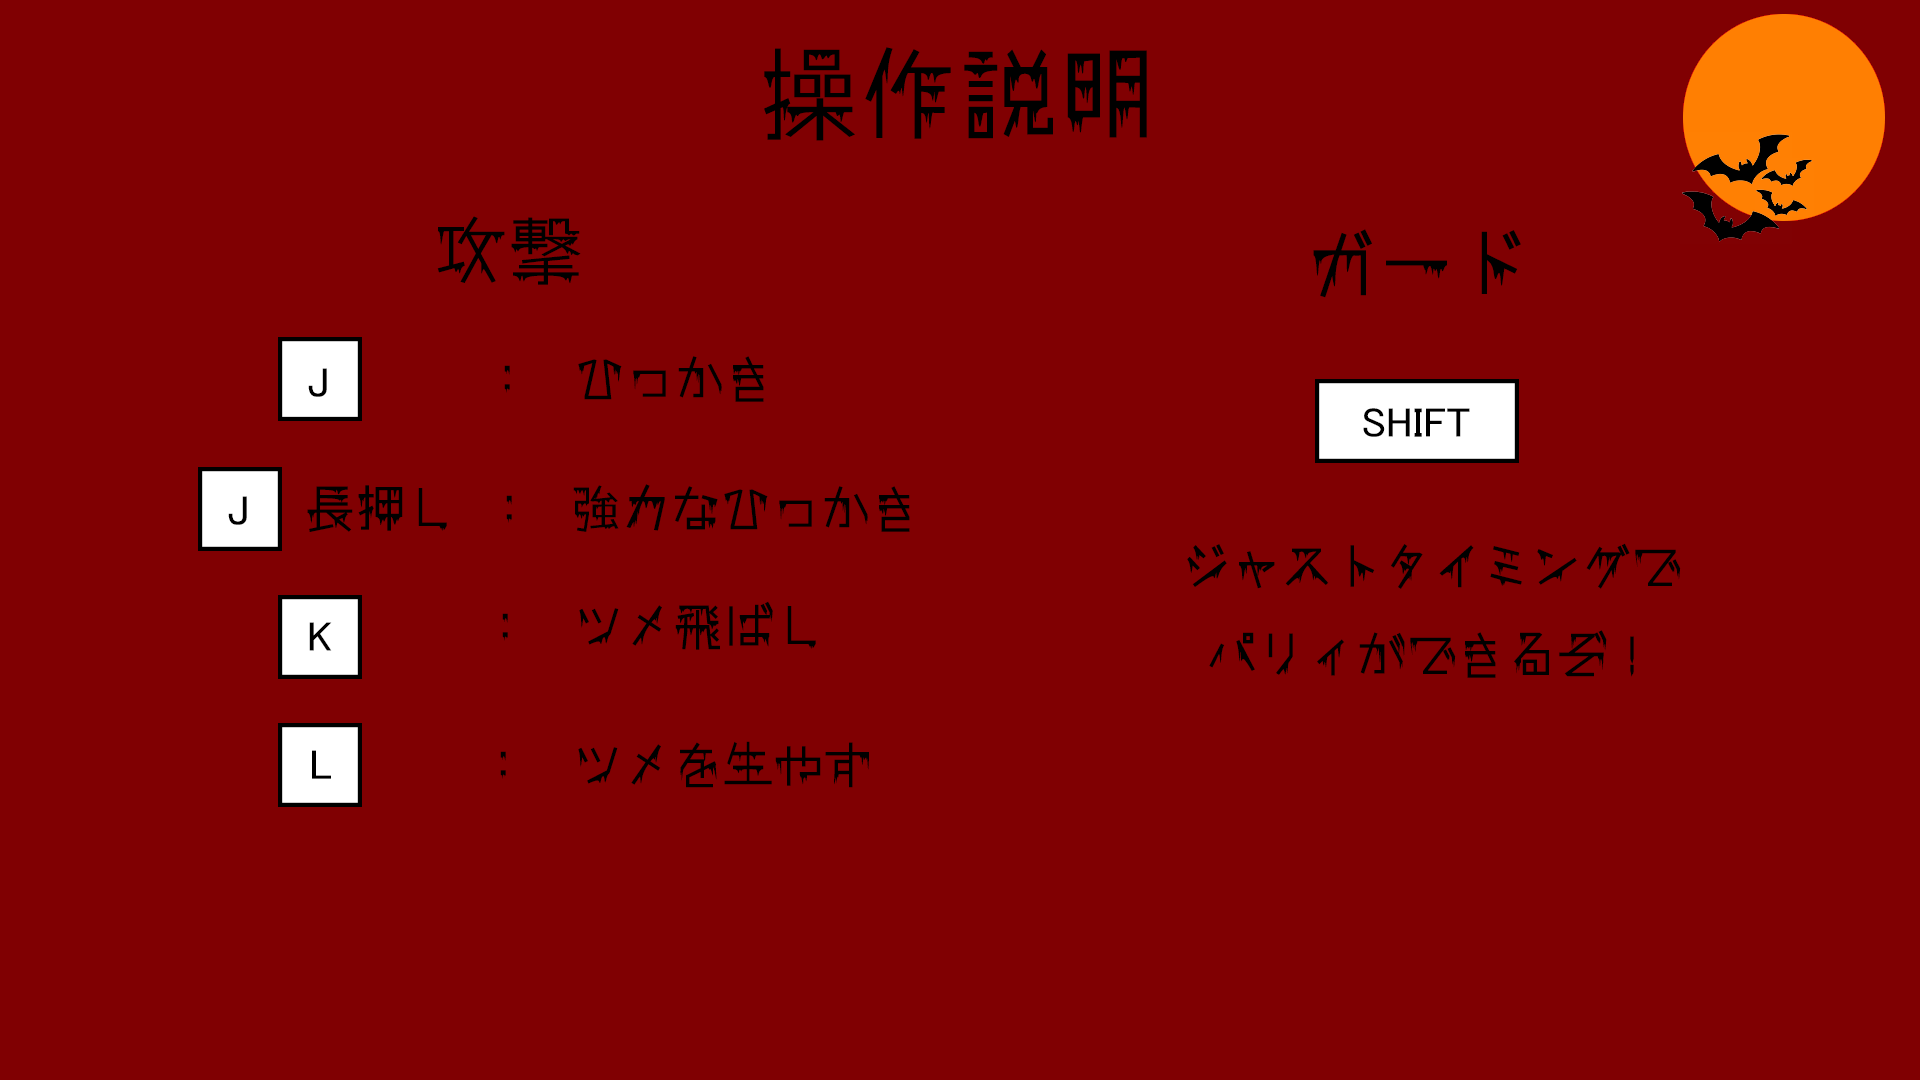 操作説明
攻撃
J : ひっかき
J 長押し : 強力なひっかき
K : ツメ飛ばし
L : ツメを生やす
ガード
SHIFT
ジャストタイミングで
パリィができるぞ!